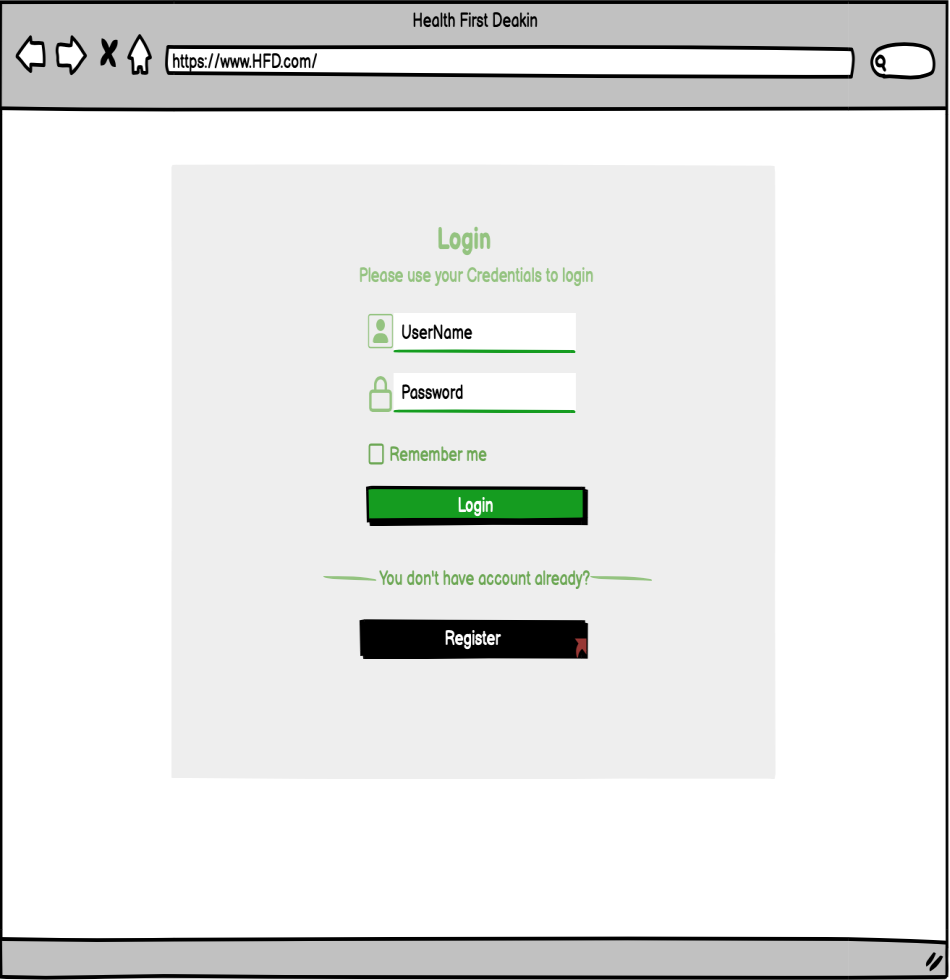 Health First Deakin
https://www.HFD.com/
Login
Please use your Credentials to login
UserName
Password
Remember me
Login
You don't have account already?
Register